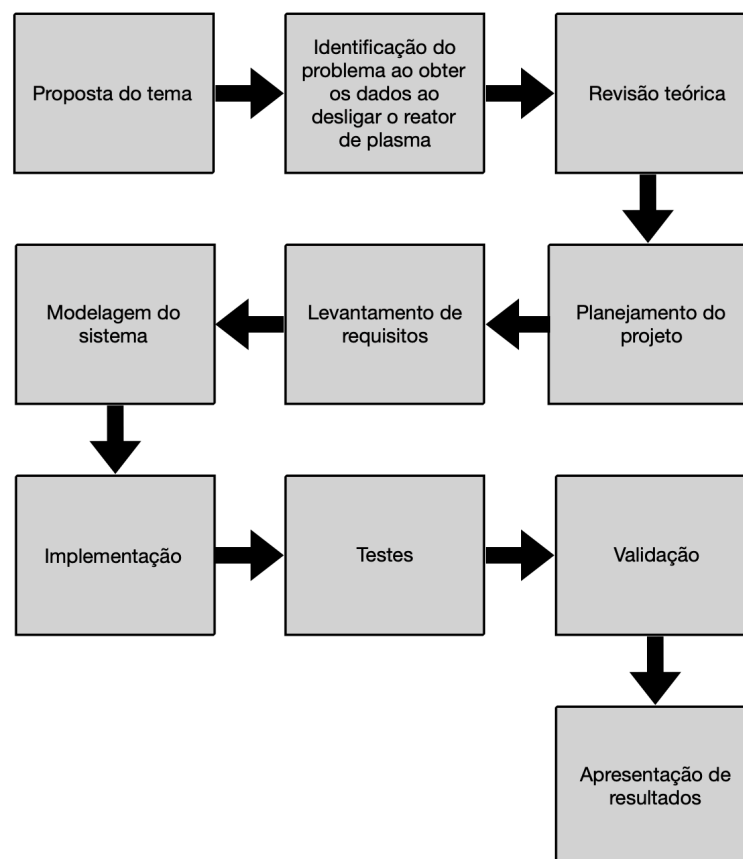 Proposta do tema
Identificação do
problema ao obter
os dados ao
desligar o reator
de plasma
Revisão teórica
Modelagem do
sistema
Levantamento de
requisitos
Planejamento do
projeto
Implementação
Testes
Validação
Apresentação de
resultados